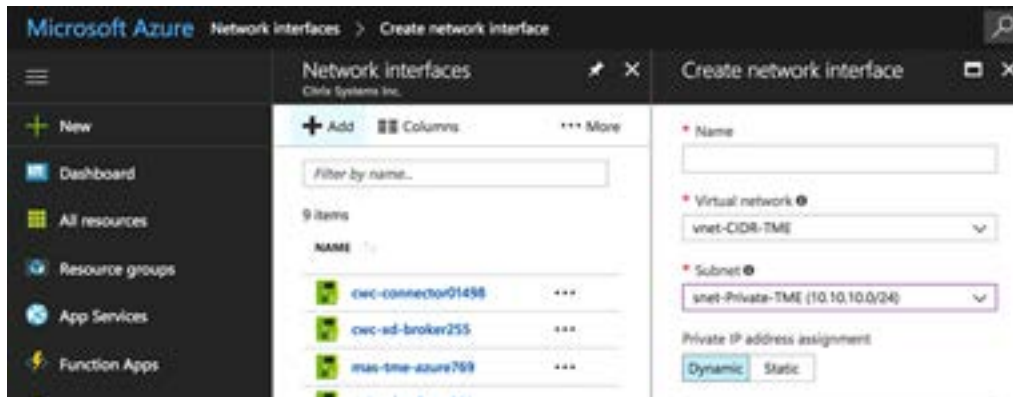 Microsoft Azure Network interfaces > Create network interface
New
Dashboard
All resources
Resource groups
App Services
Function Apps
Network interfaces
Citrix Systems Inc.
Add Columns ••• More
Filter by name...
9 items
NAME
cwc-connector01498
cwc-xd-broker255
mas-tme-azure769
Create network interface
* Name
* Virtual network
vnet-CIDR-TME
* Subnet
snet-Private-TME (10.10.10.0/24)
Private IP address assignment
Dynamic Static